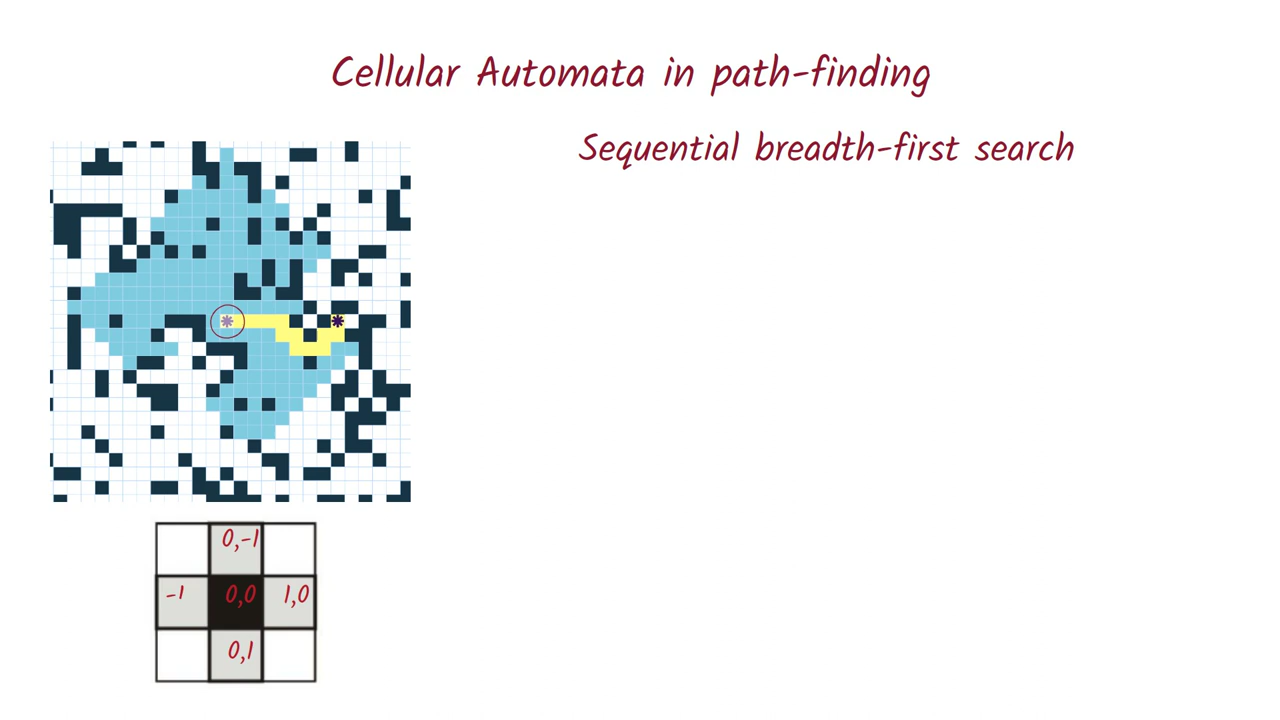 Cellular Automata in path-finding
Sequential breadth-first search
0,-1
-1 0,0 1,0
0,1